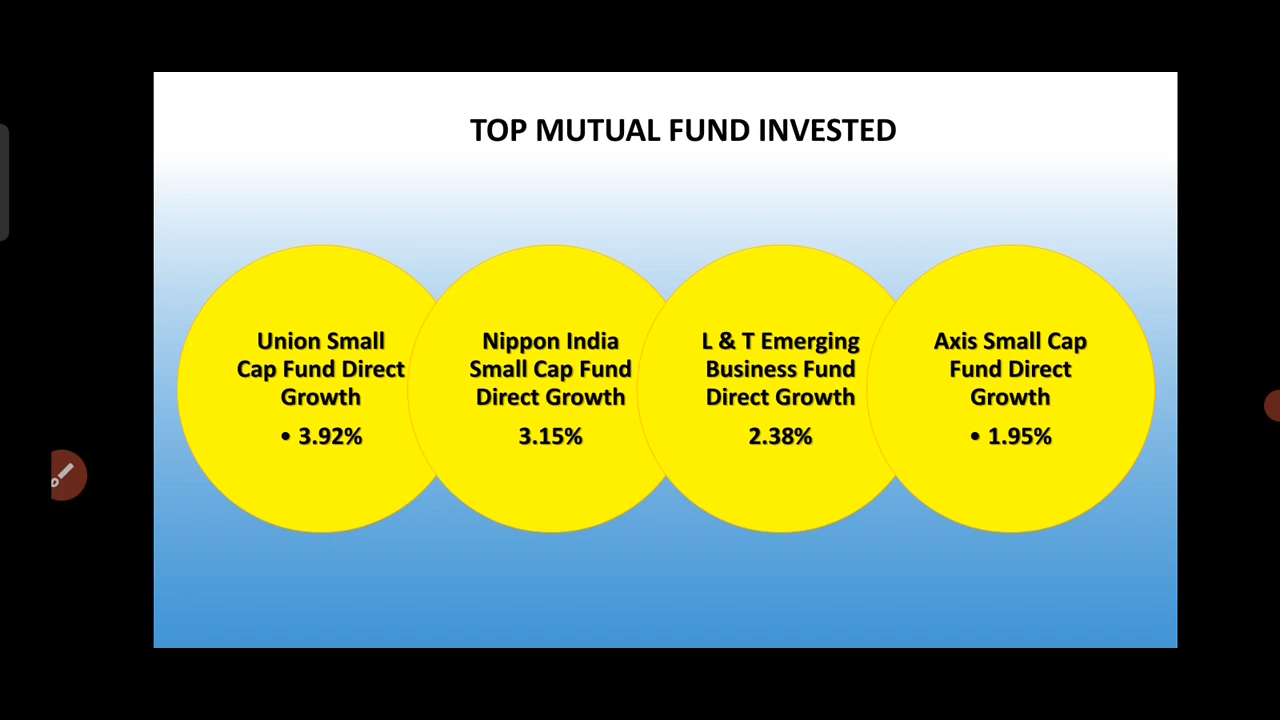 TOP MUTUAL FUND INVESTED
Union Small
Cap Fund Direct
Growth
• 3.92%
Nippon India
Small Cap Fund
Direct Growth
3.15%
L & T Emerging
Business Fund
Direct Growth
2.38%
Axis Small Cap
Fund Direct
Growth
• 1.95%